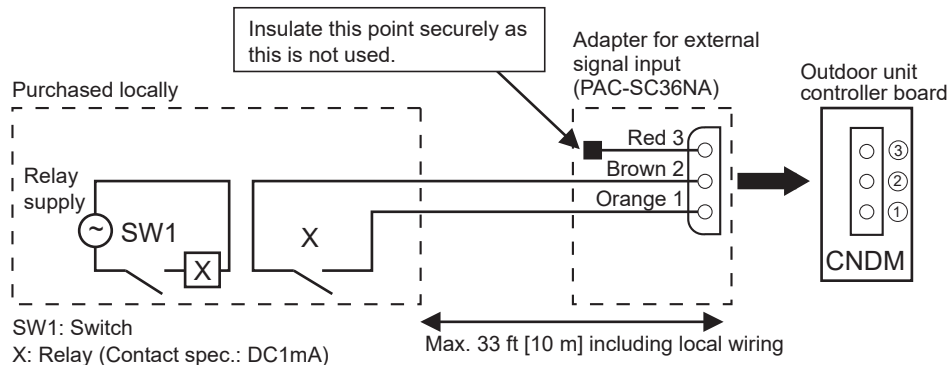 Insulate this point securely as
this is not used.
Adapter for external
signal input
(PAC-SC36NA)
Outdoor unit
controller board
Purchased locally
Red 3
Brown 2
Orange 1
Relay
supply
~
SW1
X
X
③
②
①
CNDM
SW1: Switch
X: Relay (Contact spec.: DC1mA)
Max. 33 ft [10 m] including local wiring